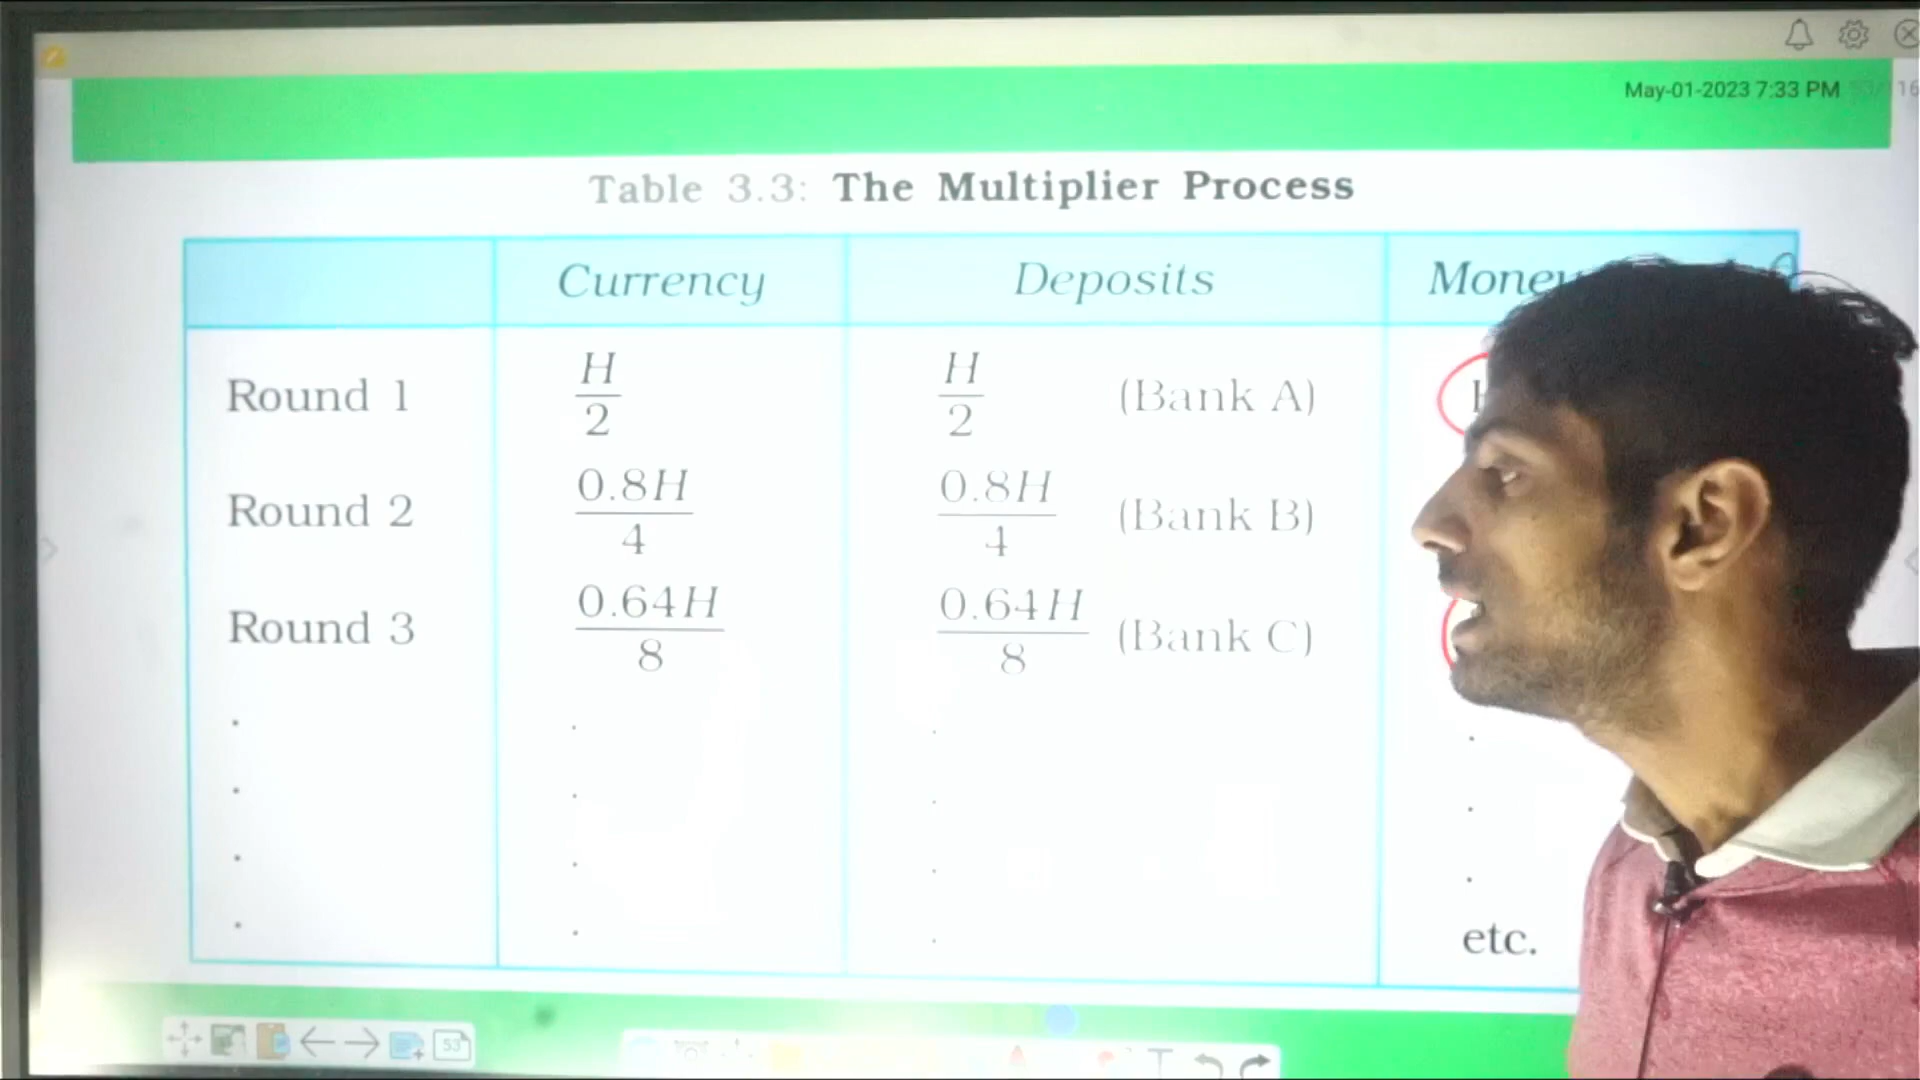 May-01-2023 7:33 PM
Table 3.3: The Multiplier Process
Currency Deposits
Round 1 H/2 H/2 (Bank A)
Round 2 0.8H/4 0.8H/4 (Bank B)
Round 3 0.64H/8 0.64H/8 (Bank C)
etc.
53